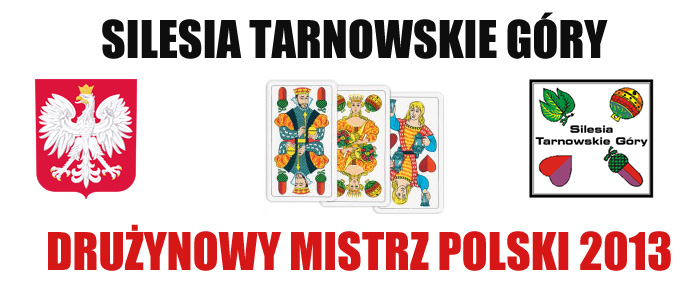 SILESIA TARNOWSKIE GÓRY
Silesia
Tarnowskie Góry
DRUŻYNOWY MISTRZ POLSKI 2013